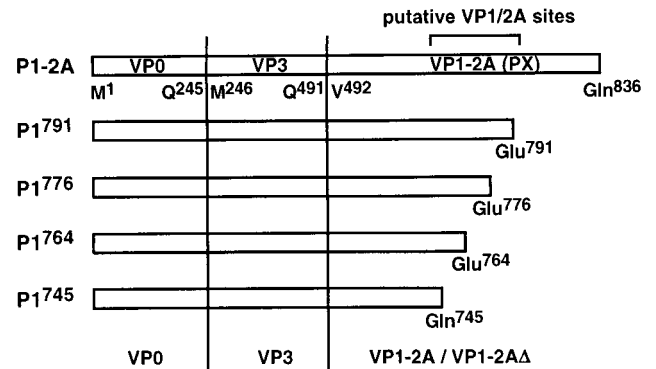 putative VP1/2A sites
P1-2A VP0 VP3 VP1-2A (PX)
M1 Q245 M246 Q491 V492 Gln836
P1791
Glu791
P1776
Glu776
P1764
Glu764
P1745
Gln745
VP0 VP3 VP1-2A / VP1-2AΔ